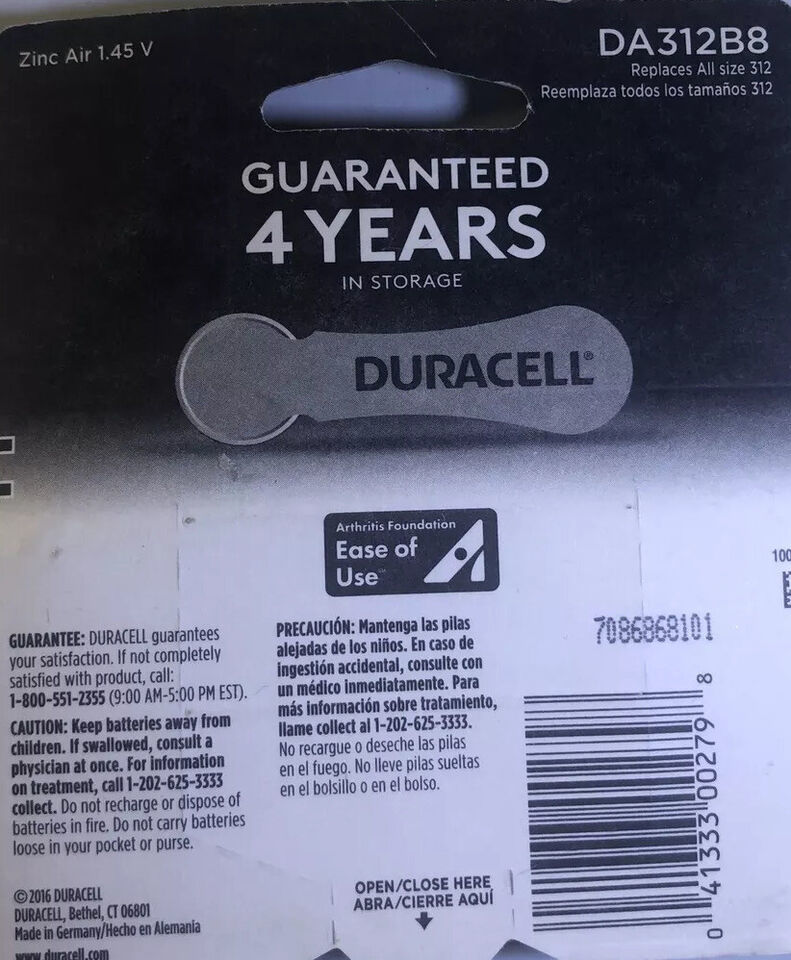 Zinc Air 1.45 V
DA312B8
Replaces All size 312
Reemplaza todos los tamaños 312
GUARANTEED
4 YEARS
IN STORAGE
DURACELL®
Arthritis Foundation
Ease of
Use℠
100
7086868101
GUARANTEE: DURACELL guarantees
your satisfaction. If not completely
satisfied with product, call:
1-800-551-2355 (9:00 AM-5:00 PM EST).
CAUTION: Keep batteries away from
children. If swallowed, consult a
physician at once. For information
on treatment, call 1-202-625-3333
collect. Do not recharge or dispose of
batteries in fire. Do not carry batteries
loose in your pocket or purse.
PRECAUCIÓN: Mantenga las pilas
alejadas de los niños. En caso de
ingestión accidental, consulte con
un médico inmediatamente. Para
más información sobre tratamiento,
llame collect al 1-202-625-3333.
No recargue o deseche las pilas
en el fuego. No lleve pilas sueltas
en el bolsillo o en el bolso.
0 41333 00279 8
©2016 DURACELL
DURACELL, Bethel, CT 06801
Made in Germany/Hecho en Alemania
www.duracell.com
OPEN/CLOSE HERE
ABRA/CIERRE AQUÍ